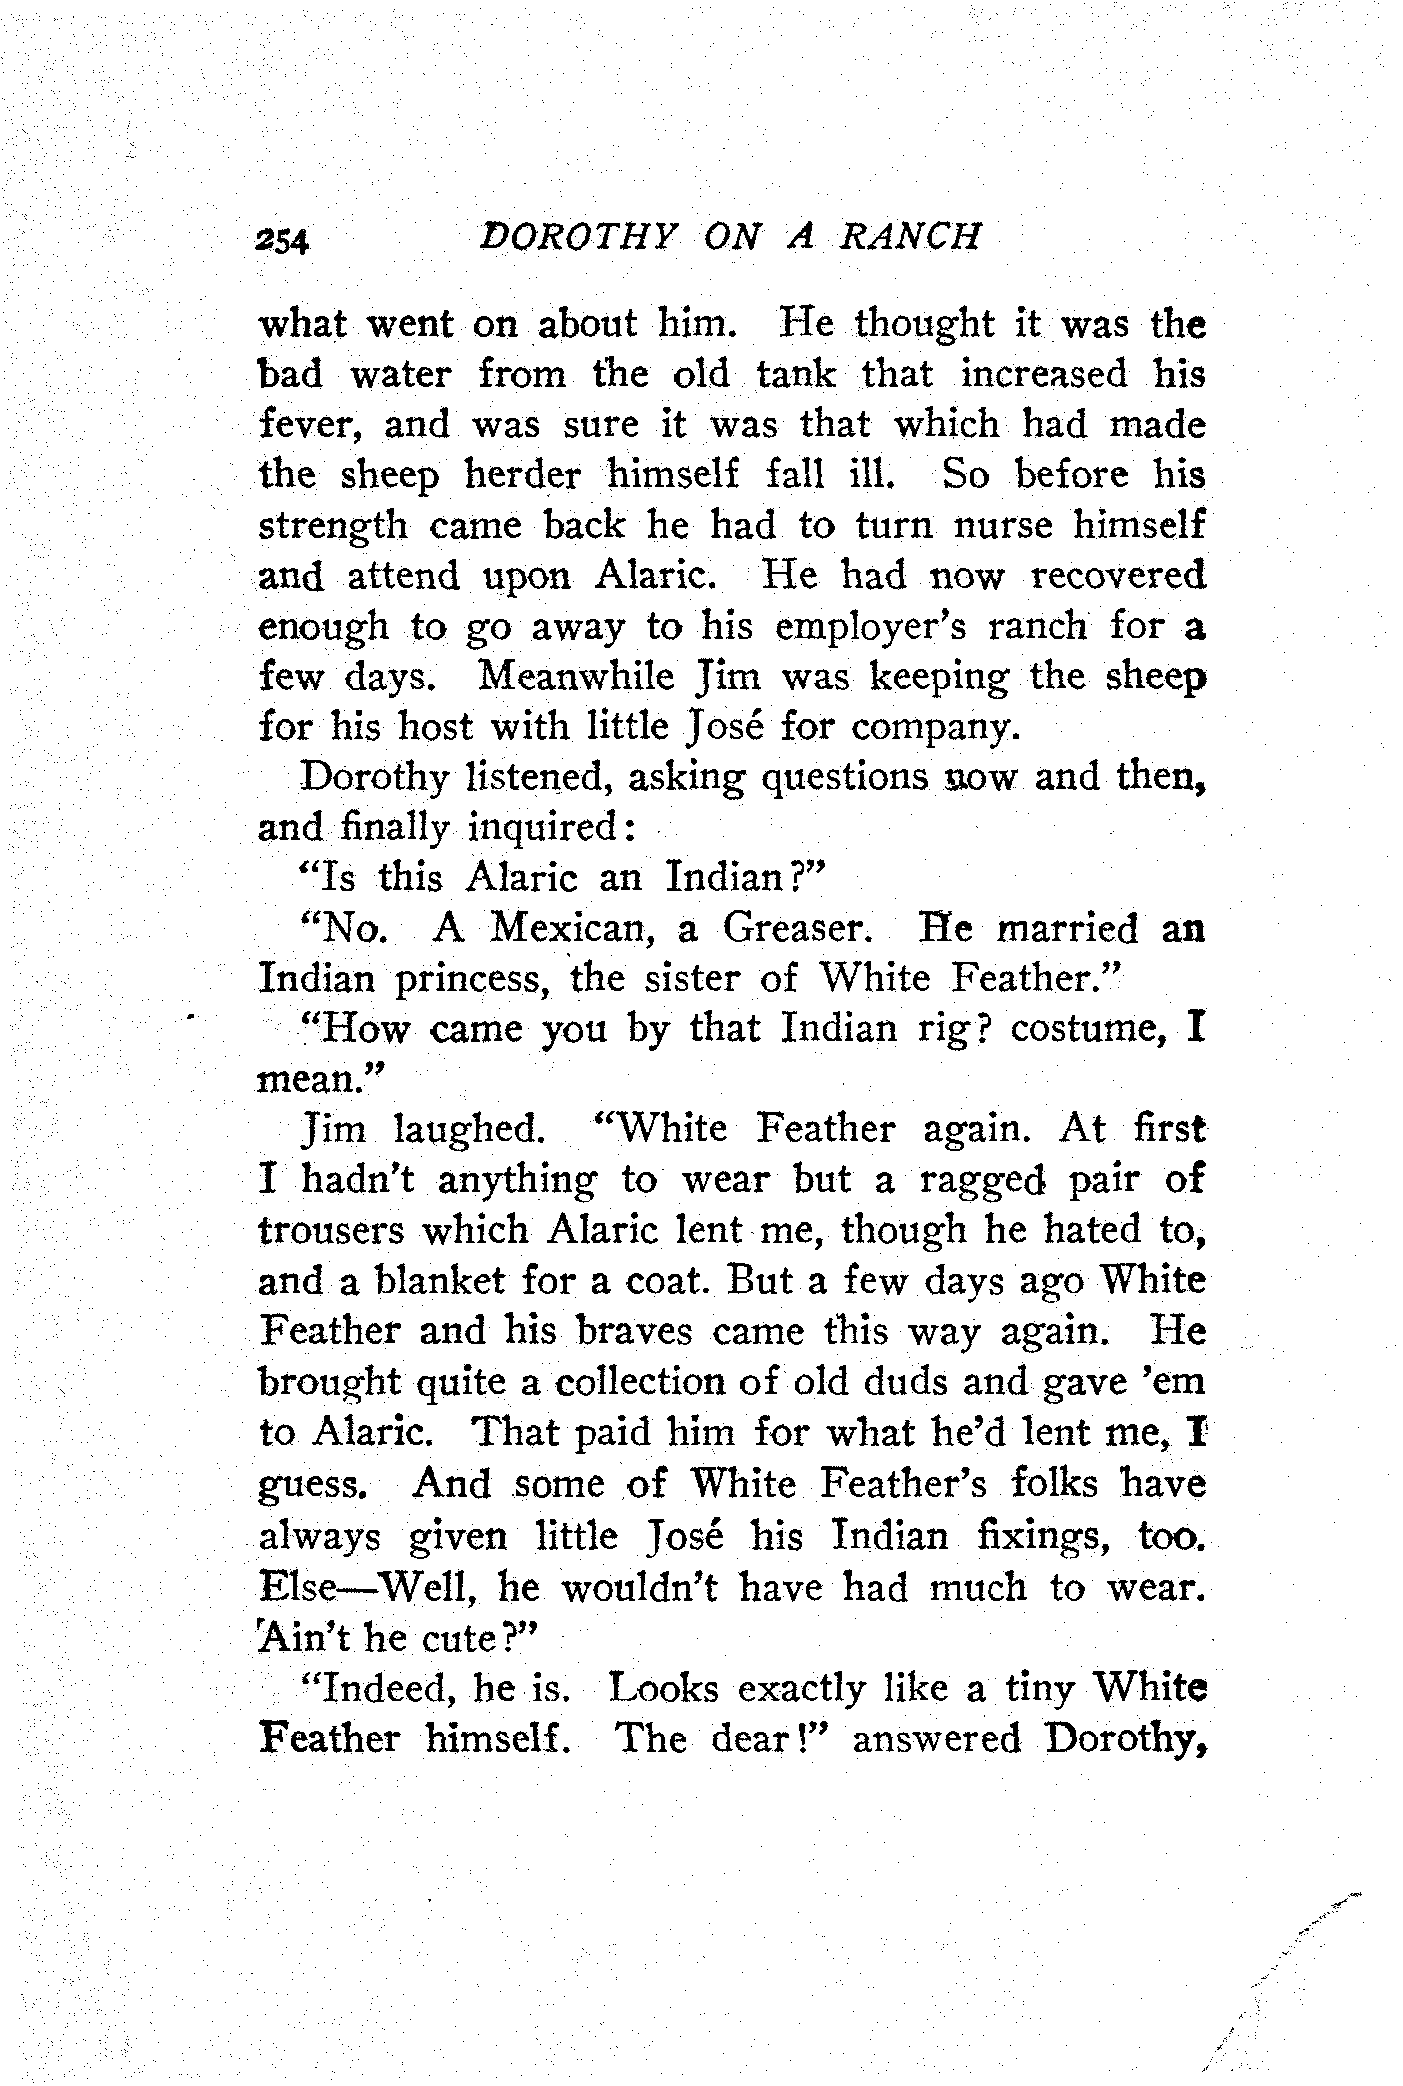 254 DOROTHY ON A RANCH
what went on about him. He thought it was the
bad water from the old tank that increased his
fever, and was sure it was that which had made
the sheep herder himself fall ill. So before his
strength came back he had to turn nurse himself
and attend upon Alaric. He had now recovered
enough to go away to his employer's ranch for a
few days. Meanwhile Jim was keeping the sheep
for his host with little José for company.
Dorothy listened, asking questions now and then,
and finally inquired:
“Is this Alaric an Indian?”
“No. A Mexican, a Greaser. He married an
Indian princess, the sister of White Feather.”
“How came you by that Indian rig? costume, I
mean.”
Jim laughed. “White Feather again. At first
I hadn't anything to wear but a ragged pair of
trousers which Alaric lent me, though he hated to,
and a blanket for a coat. But a few days ago White
Feather and his braves came this way again. He
brought quite a collection of old duds and gave 'em
to Alaric. That paid him for what he'd lent me, I
guess. And some of White Feather's folks have
always given little José his Indian fixings, too.
Else—Well, he wouldn't have had much to wear.
'Ain't he cute?”
“Indeed, he is. Looks exactly like a tiny White
Feather himself. The dear!” answered Dorothy,